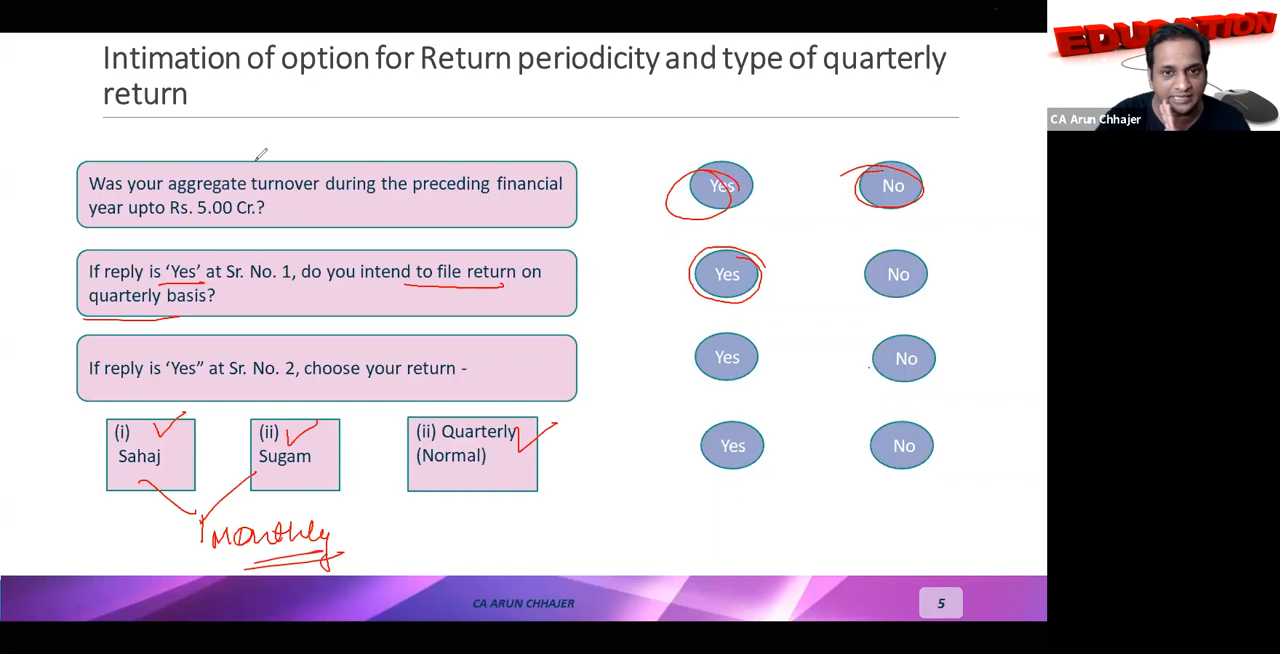 Intimation of option for Return periodicity and type of quarterly
return
EDUCATION
CA Arun Chhajer
Was your aggregate turnover during the preceding financial
year upto Rs. 5.00 Cr.?
Yes
No
If reply is ‘Yes’ at Sr. No. 1, do you intend to file return on
quarterly basis?
Yes
No
If reply is ‘Yes” at Sr. No. 2, choose your return -
Yes
No
(i)
Sahaj
(ii)
Sugam
(ii) Quarterly
(Normal)
Yes
No
Monthly
CA ARUN CHHAJER
5